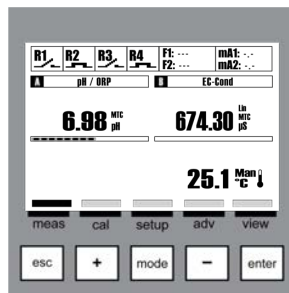 R1 R2 R3 R4 F1: --- mA1: -.-
F2: --- mA2: -.-
A pH / ORP B EC-Cond
6.98 MTC pH 674.30 Lin MTC µS
25.1 Man °C
meas cal setup adv view
esc + mode - enter